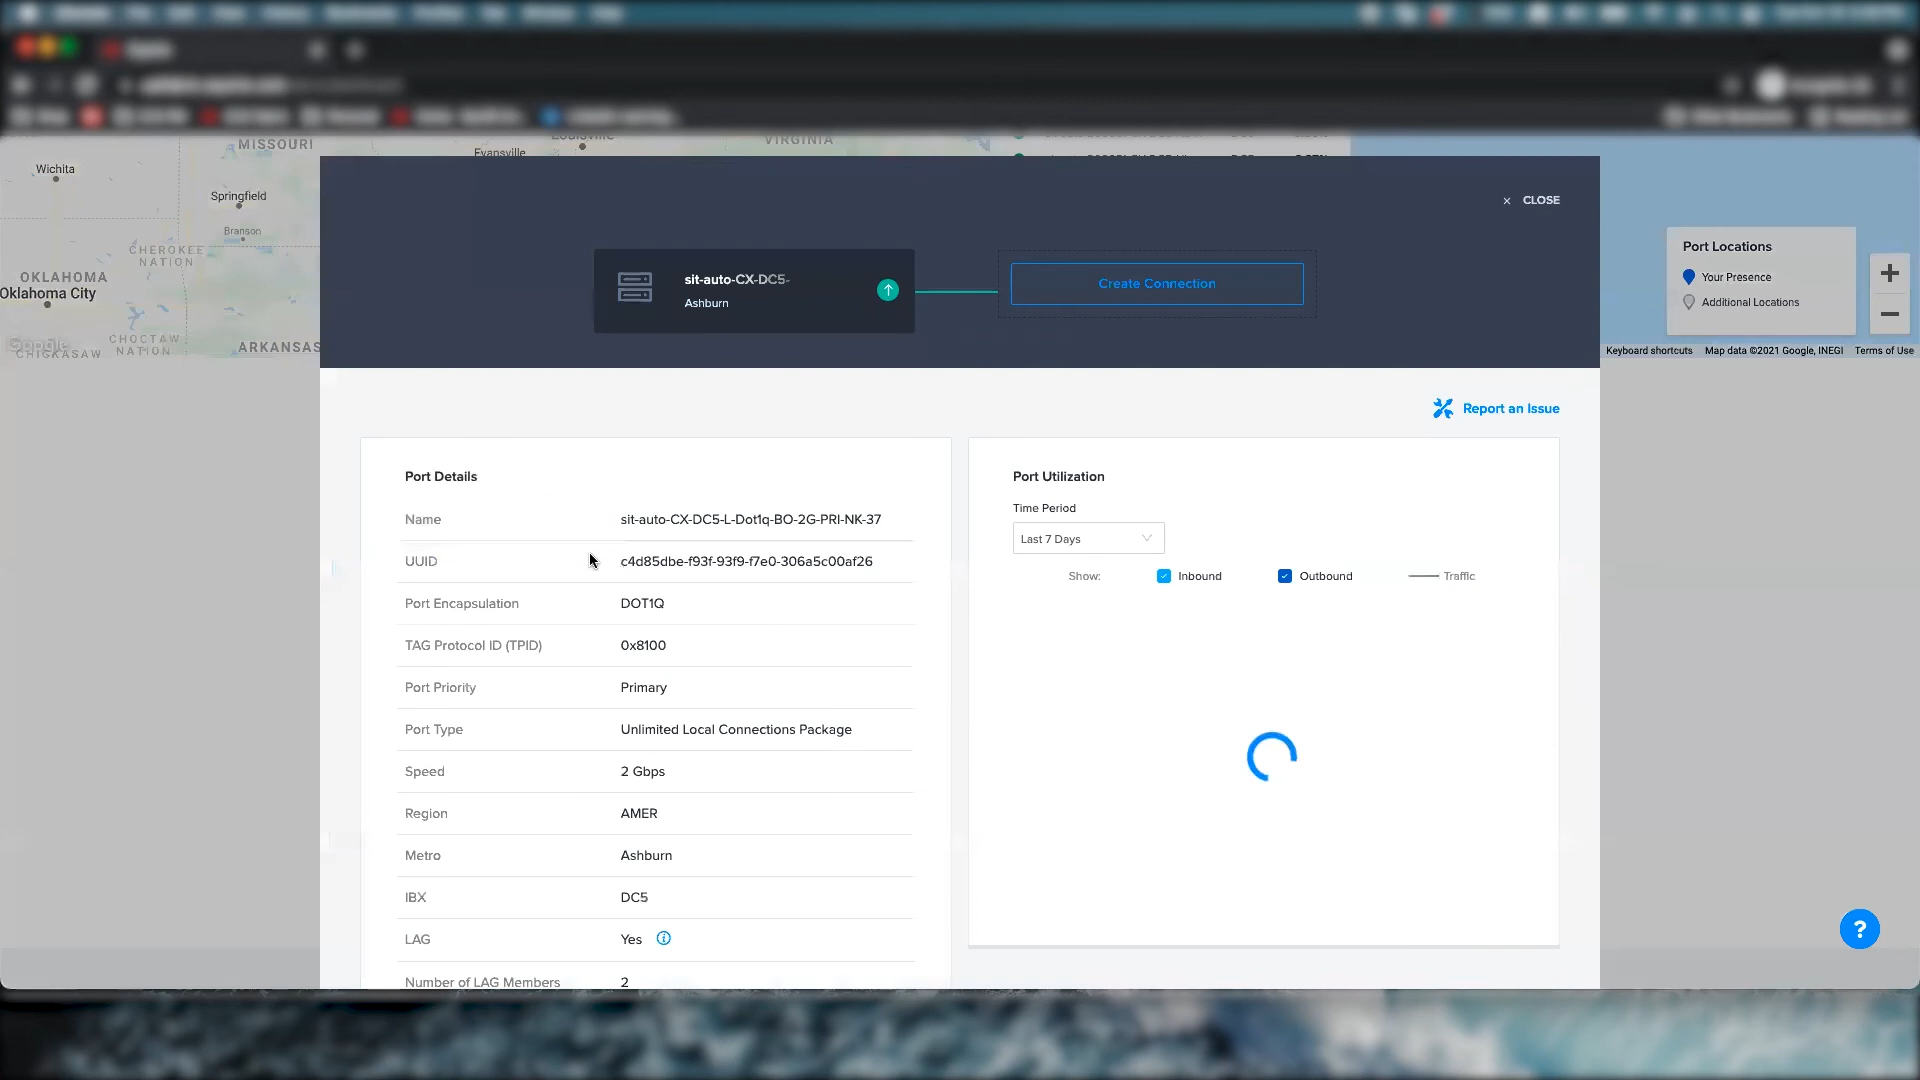 MISSOURI
Evansville
VIRGINIA
Wichita
Springfield
Branson
CHEROKEE
NATION
OKLAHOMA
Oklahoma City
CHOCTAW
NATION
Google
CHICKASAW
ARKANSAS
× CLOSE
sit-auto-CX-DC5-
Ashburn
Create Connection
Port Locations
Your Presence
Additional Locations
+
−
Keyboard shortcuts Map data ©2021 Google, INEGI Terms of Use
Report an Issue
Port Details
Name sit-auto-CX-DC5-L-Dot1q-BO-2G-PRI-NK-37
UUID c4d85dbe-f93f-93f9-f7e0-306a5c00af26
Port Encapsulation DOT1Q
TAG Protocol ID (TPID) 0x8100
Port Priority Primary
Port Type Unlimited Local Connections Package
Speed 2 Gbps
Region AMER
Metro Ashburn
IBX DC5
LAG Yes
Number of LAG Members 2
Port Utilization
Time Period
Last 7 Days
Show: Inbound Outbound Traffic
?